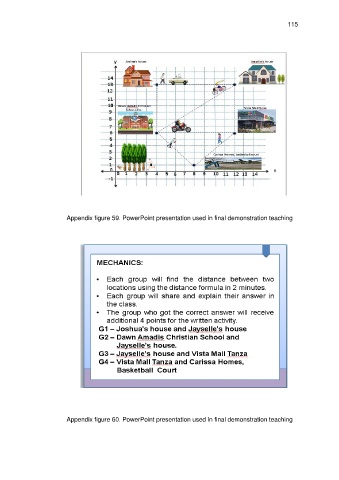 115
y
Joshua's house
Jayselle's house
14
13
12
11
10
9
8
7
6
5
4
3
2
1
0
-1
0 1 2 3 4 5 6 7 8 9 10 11 12 13 14
x
Vista Mall Tanza
Carissa Homes, Basketball Court
Appendix figure 59. PowerPoint presentation used in final demonstration teaching
MECHANICS:
• Each group will find the distance between two
locations using the distance formula in 2 minutes.
• Each group will share and explain their answer in
the class.
• The group who got the correct answer will receive
additional 4 points for the written activity.
G1 – Joshua's house and Jayselle's house
G2 – Dawn Amadis Christian School and
Jayselle's house.
G3 – Jayselle's house and Vista Mall Tanza
G4 – Vista Mall Tanza and Carissa Homes,
Basketball Court
Appendix figure 60. PowerPoint presentation used in final demonstration teaching